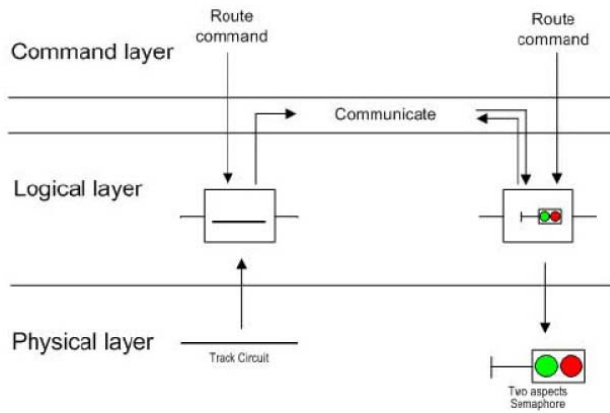 Route
command
Route
command
Command layer
Communicate
Logical layer
Physical layer
Track Circuit
Two aspects
Semaphore